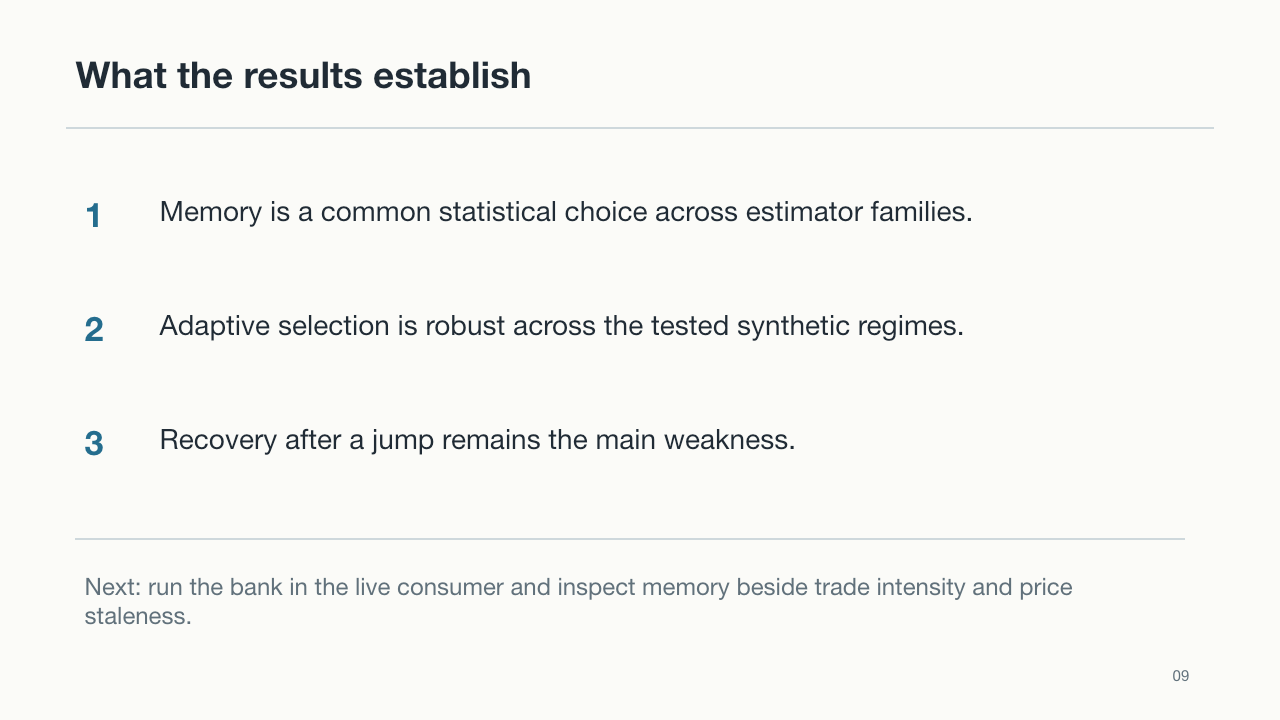 What the results establish
1 Memory is a common statistical choice across estimator families.
2 Adaptive selection is robust across the tested synthetic regimes.
3 Recovery after a jump remains the main weakness.
Next: run the bank in the live consumer and inspect memory beside trade intensity and price
staleness.
09